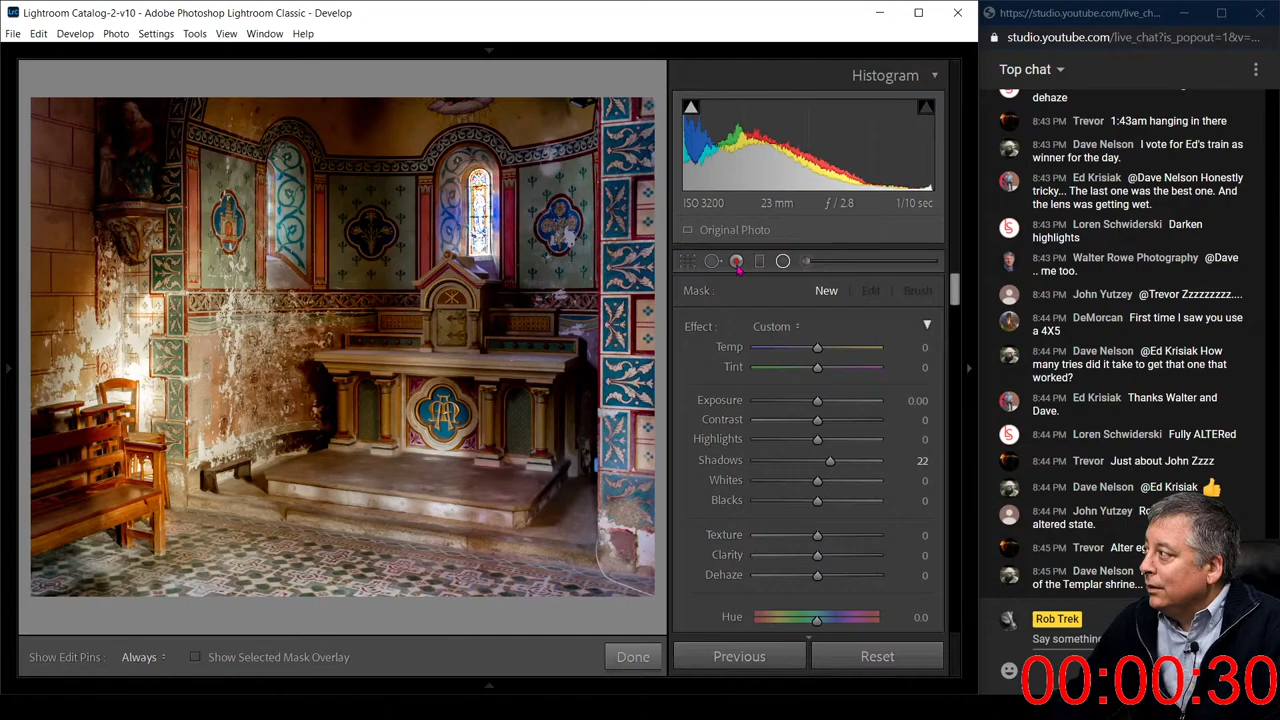 Lightroom Catalog-2-v10 - Adobe Photoshop Lightroom Classic - Develop
https://studio.youtube.com/live_ch...
File Edit Develop Photo Settings Tools View Window Help
studio.youtube.com/live_chat?is_popout=1&v=...
Histogram
Top chat
dehaze
8:43 PM Trevor 1:43am hanging in there
8:43 PM Dave Nelson I vote for Ed's train as
winner for the day.
8:43 PM Ed Krisiak @Dave Nelson Honestly
tricky... The last one was the best one. And
the lens was getting wet.
ISO 3200 23 mm ƒ / 2.8 1/10 sec
8:43 PM Loren Schwiderski Darken
highlights
Original Photo
8:43 PM Walter Rowe Photography @Dave
.. me too.
8:43 PM John Yutzey @Trevor Zzzzzzzzz....
8:44 PM DeMorcan First time I saw you use
a 4X5
8:44 PM Dave Nelson @Ed Krisiak How
many tries did it take to get that one that
worked?
8:44 PM Ed Krisiak Thanks Walter and
Dave.
8:44 PM Loren Schwiderski Fully ALTERed
8:44 PM Trevor Just about John Zzzz
8:44 PM Dave Nelson @Ed Krisiak
8:44 PM John Yutzey
altered state.
8:45 PM Trevor Alter
8:45 PM Dave Nelson
of the Templar shrine...
Rob Trek
Say something
Mask : New Edit Brush
Effect : Custom
Temp 0
Tint 0
Exposure 0.00
Contrast 0
Highlights 0
Shadows 22
Whites 0
Blacks 0
Texture 0
Clarity 0
Dehaze 0
Hue 0.0
Show Edit Pins : Always Show Selected Mask Overlay Done
Previous Reset
00:00:30